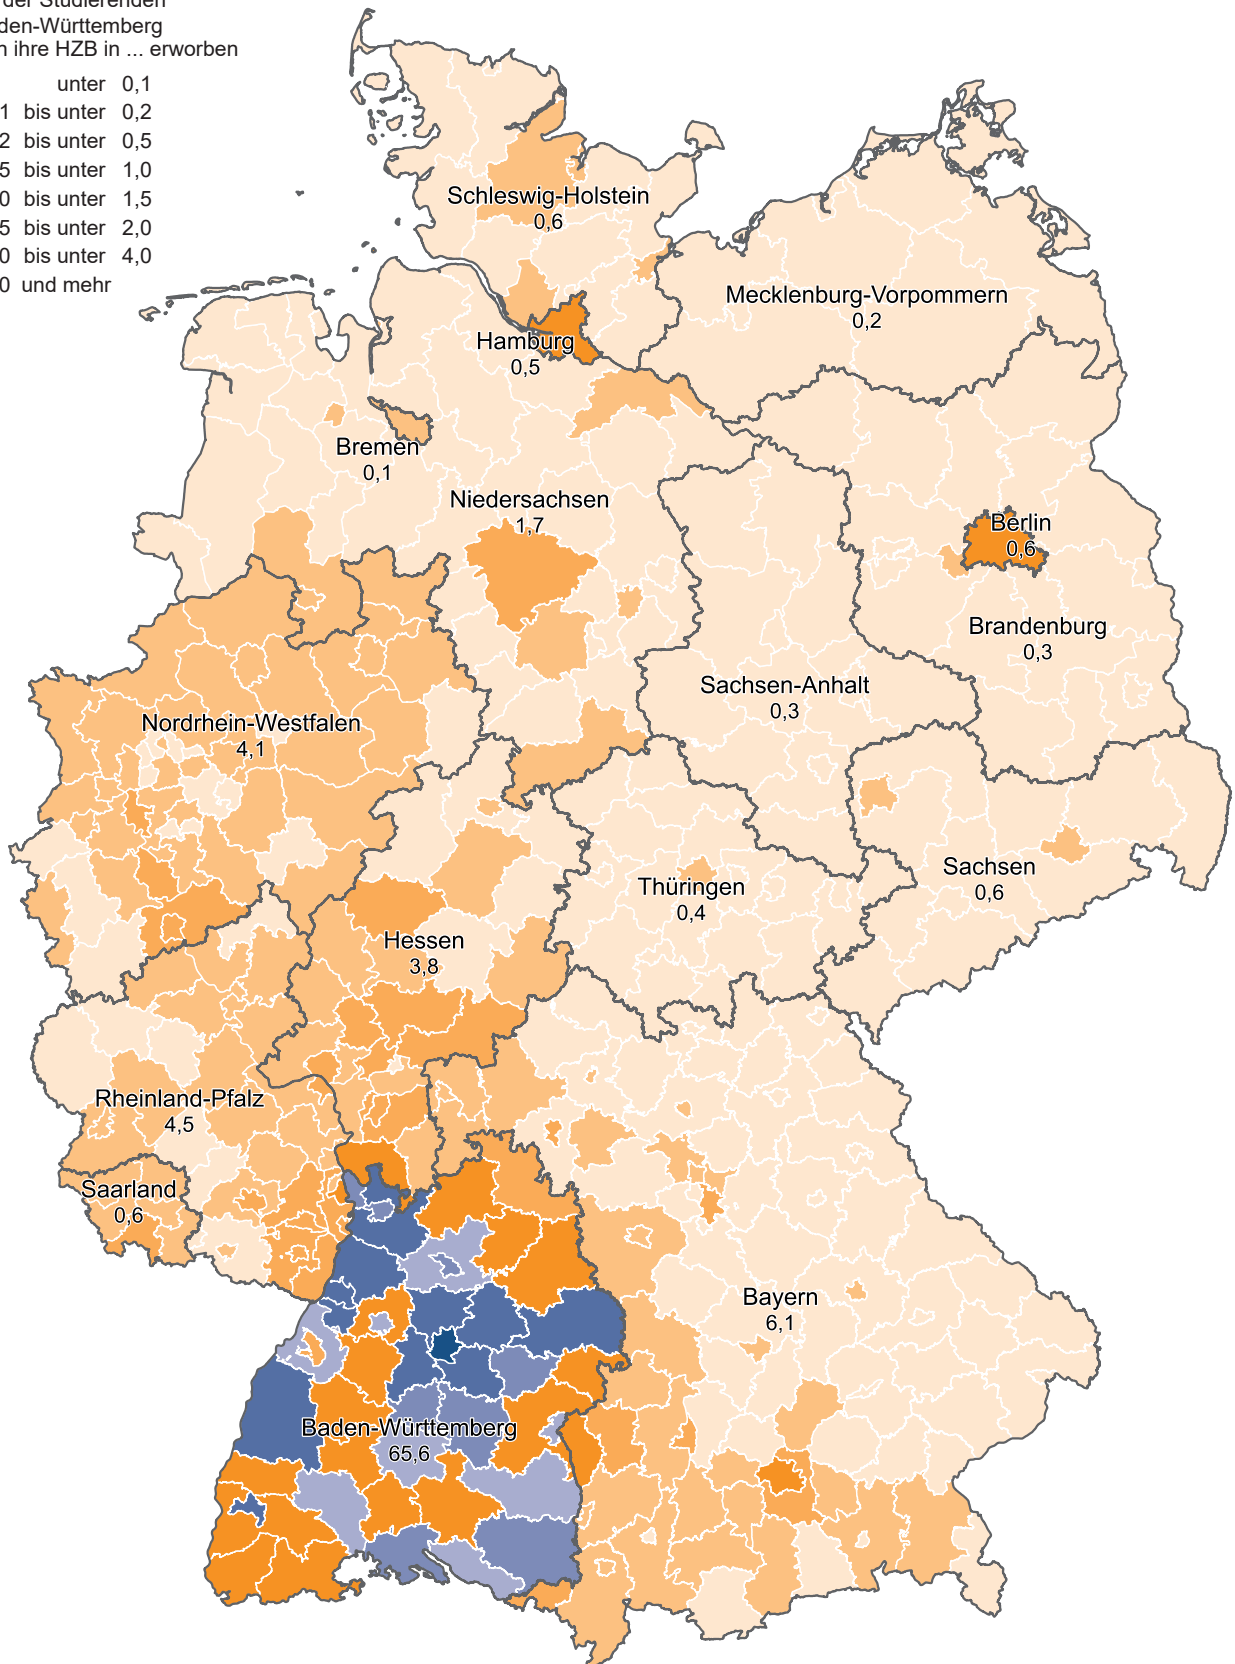 der Studierenden
den-Württemberg
n ihre HZB in ... erworben
unter 0,1
1 bis unter 0,2
2 bis unter 0,5
5 bis unter 1,0
0 bis unter 1,5
5 bis unter 2,0
0 bis unter 4,0
0 und mehr
Schleswig-Holstein
0,6
Mecklenburg-Vorpommern
0,2
Hamburg
0,5
Bremen
0,1
Niedersachsen
1,7
Berlin
0,6
Brandenburg
0,3
Sachsen-Anhalt
0,3
Nordrhein-Westfalen
4,1
Sachsen
0,6
Thüringen
0,4
Hessen
3,8
Rheinland-Pfalz
4,5
Saarland
0,6
Bayern
6,1
Baden-Württemberg
65,6